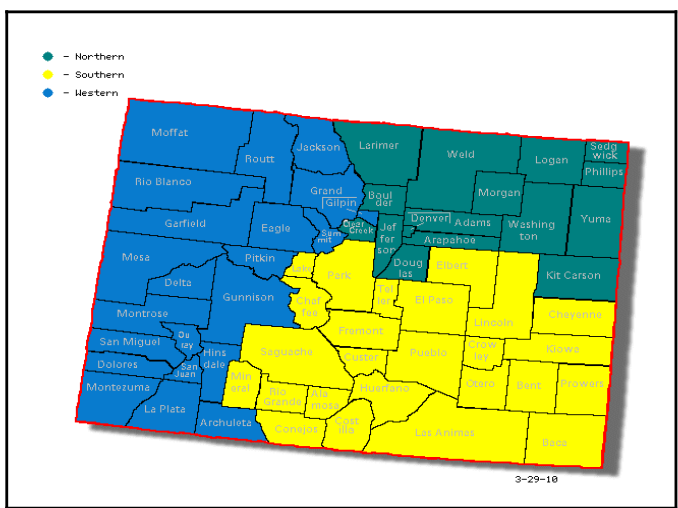 - Northern
- Southern
- Western
Moffat
Routt
Jackson
Larimer
Weld
Logan
Sedg
wick
Phillips
Rio Blanco
Grand
Gilpin
Boul
der
Morgan
Washing
ton
Yuma
Garfield
Eagle
Sum
mit
Clear
Creek
Jef
fer
son
Denver
Adams
Arapahoe
Mesa
Pitkin
Lake
Park
Doug
las
Elbert
Kit Carson
Delta
Gunnison
Chaf
fee
Tel
ler
El Paso
Lincoln
Cheyenne
Montrose
Fremont
Kiowa
San Miguel
Ou
ray
Hins
dale
Saguache
Custer
Pueblo
Crow
ley
Dolores
San
Juan
Min
eral
Rio
Grande
Ala
mosa
Huerfano
Otero
Bent
Prowers
Montezuma
La Plata
Archuleta
Conejos
Cost
illa
Las Animas
Baca
3-29-10